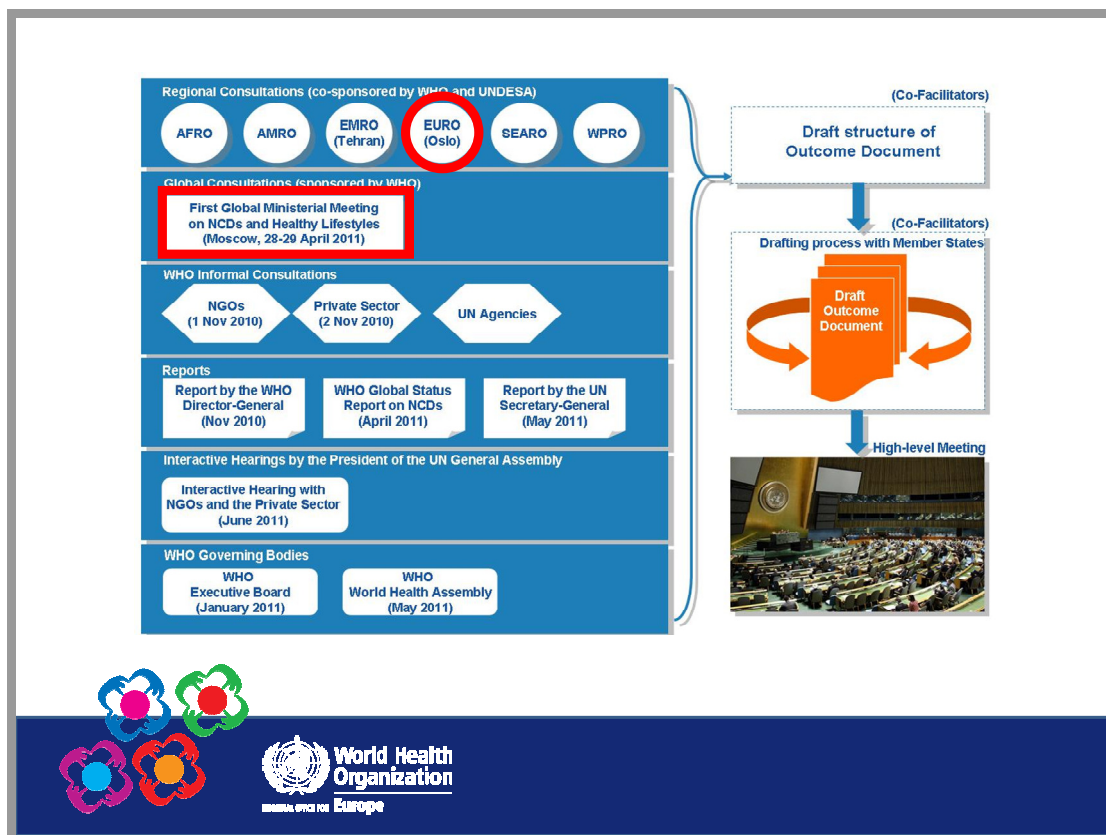 Regional Consultations (co-sponsored by WHO and UNDESA)
AFRO
AMRO
EMRO
(Tehran)
EURO
(Oslo)
SEARO
WPRO
Global Consultations (sponsored by WHO)
First Global Ministerial Meeting
on NCDs and Healthy Lifestyles
(Moscow, 28-29 April 2011)
WHO Informal Consultations
NGOs
(1 Nov 2010)
Private Sector
(2 Nov 2010)
UN Agencies
Reports
Report by the WHO
Director-General
(Nov 2010)
WHO Global Status
Report on NCDs
(April 2011)
Report by the UN
Secretary-General
(May 2011)
Interactive Hearings by the President of the UN General Assembly
Interactive Hearing with
NGOs and the Private Sector
(June 2011)
WHO Governing Bodies
WHO
Executive Board
(January 2011)
WHO
World Health Assembly
(May 2011)
(Co-Facilitators)
Draft structure of
Outcome Document
(Co-Facilitators)
Drafting process with Member States
Draft
Outcome
Document
High-level Meeting
World Health
Organization
REGIONAL OFFICE FOR Europe